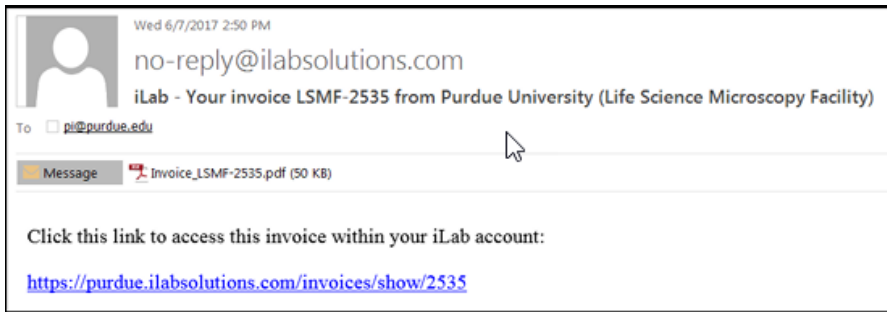 Wed 6/7/2017 2:50 PM
no-reply@ilabsolutions.com
iLab - Your invoice LSMF-2535 from Purdue University (Life Science Microscopy Facility)
To pi@purdue.edu
Message Invoice_LSMF-2535.pdf (50 KB)
Click this link to access this invoice within your iLab account:
https://purdue.ilabsolutions.com/invoices/show/2535